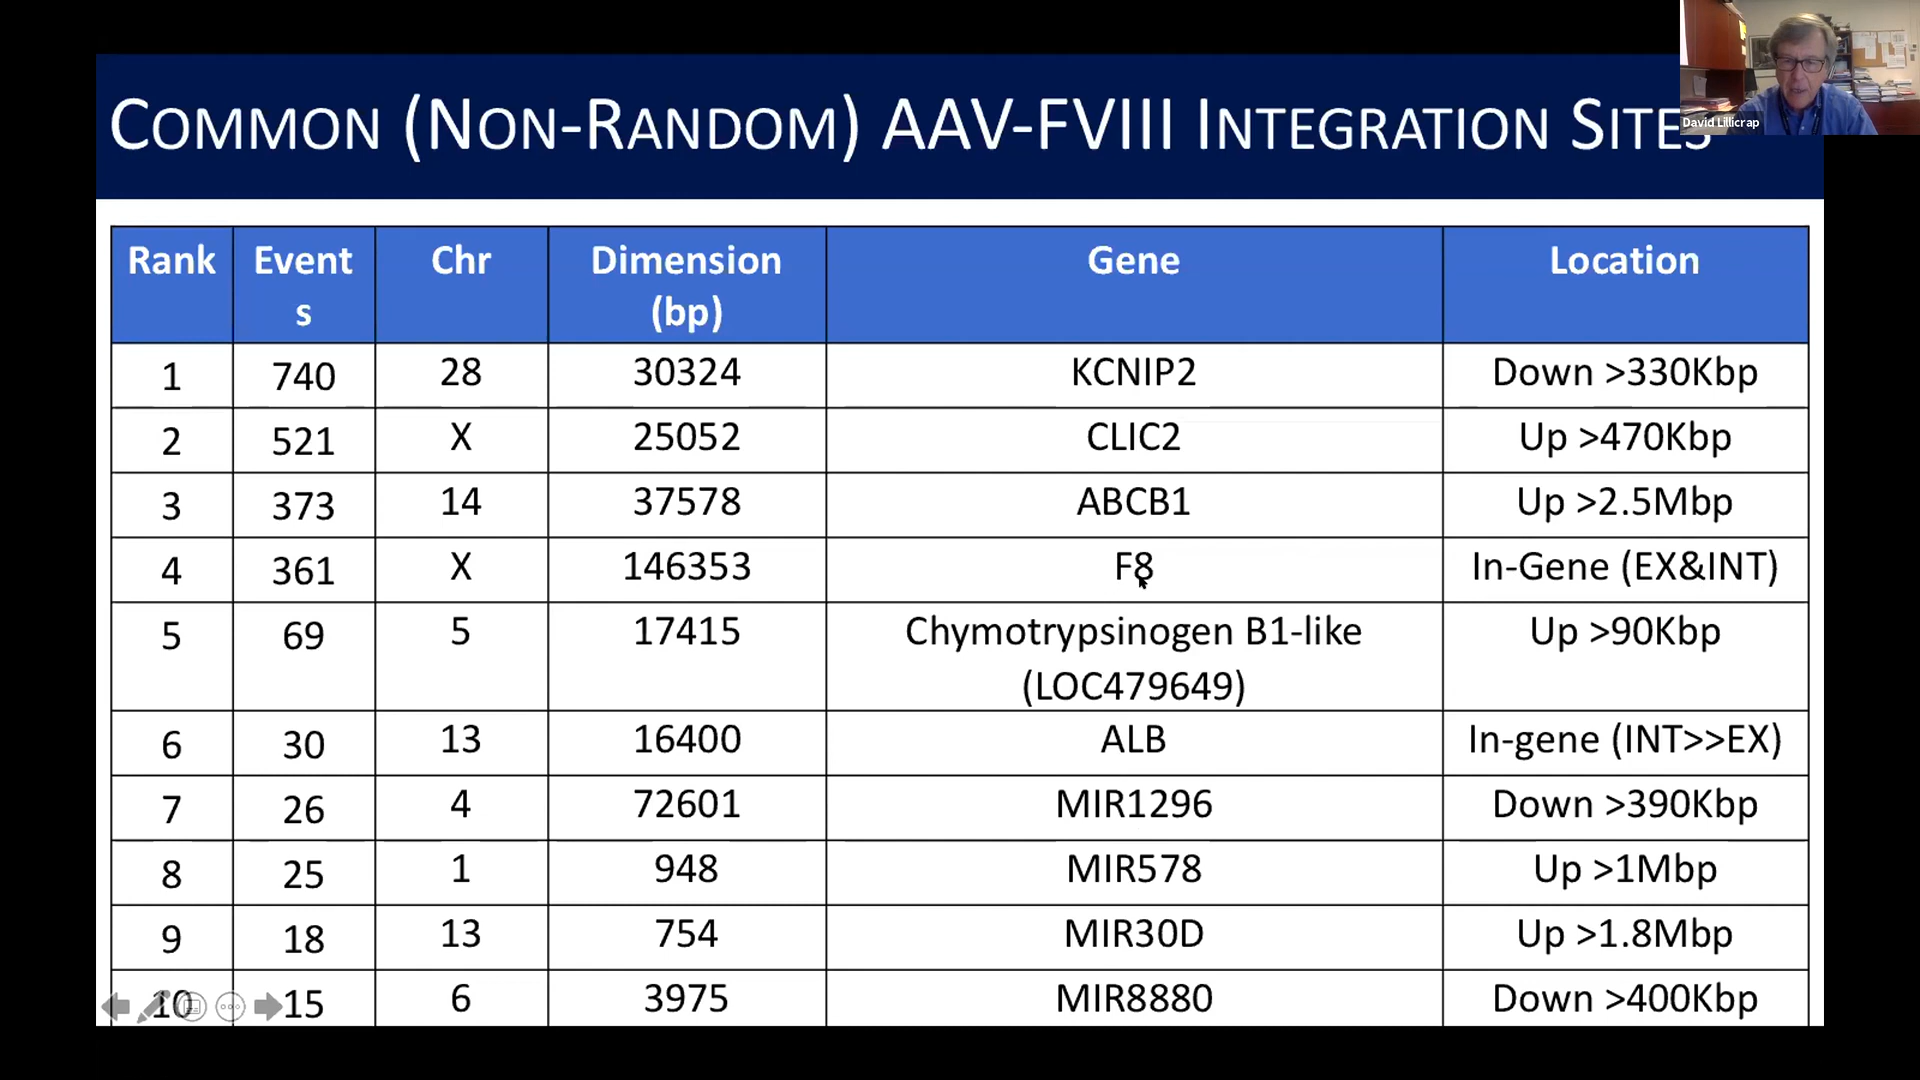 COMMON (NON-RANDOM) AAV-FVIII INTEGRATION SITES
David Lillicrap
Rank Event Chr Dimension Gene Location
s (bp)
1 740 28 30324 KCNIP2 Down >330Kbp
2 521 X 25052 CLIC2 Up >470Kbp
3 373 14 37578 ABCB1 Up >2.5Mbp
4 361 X 146353 F8 In-Gene (EX&INT)
5 69 5 17415 Chymotrypsinogen B1-like Up >90Kbp
(LOC479649)
6 30 13 16400 ALB In-gene (INT>>EX)
7 26 4 72601 MIR1296 Down >390Kbp
8 25 1 948 MIR578 Up >1Mbp
9 18 13 754 MIR30D Up >1.8Mbp
10 15 6 3975 MIR8880 Down >400Kbp